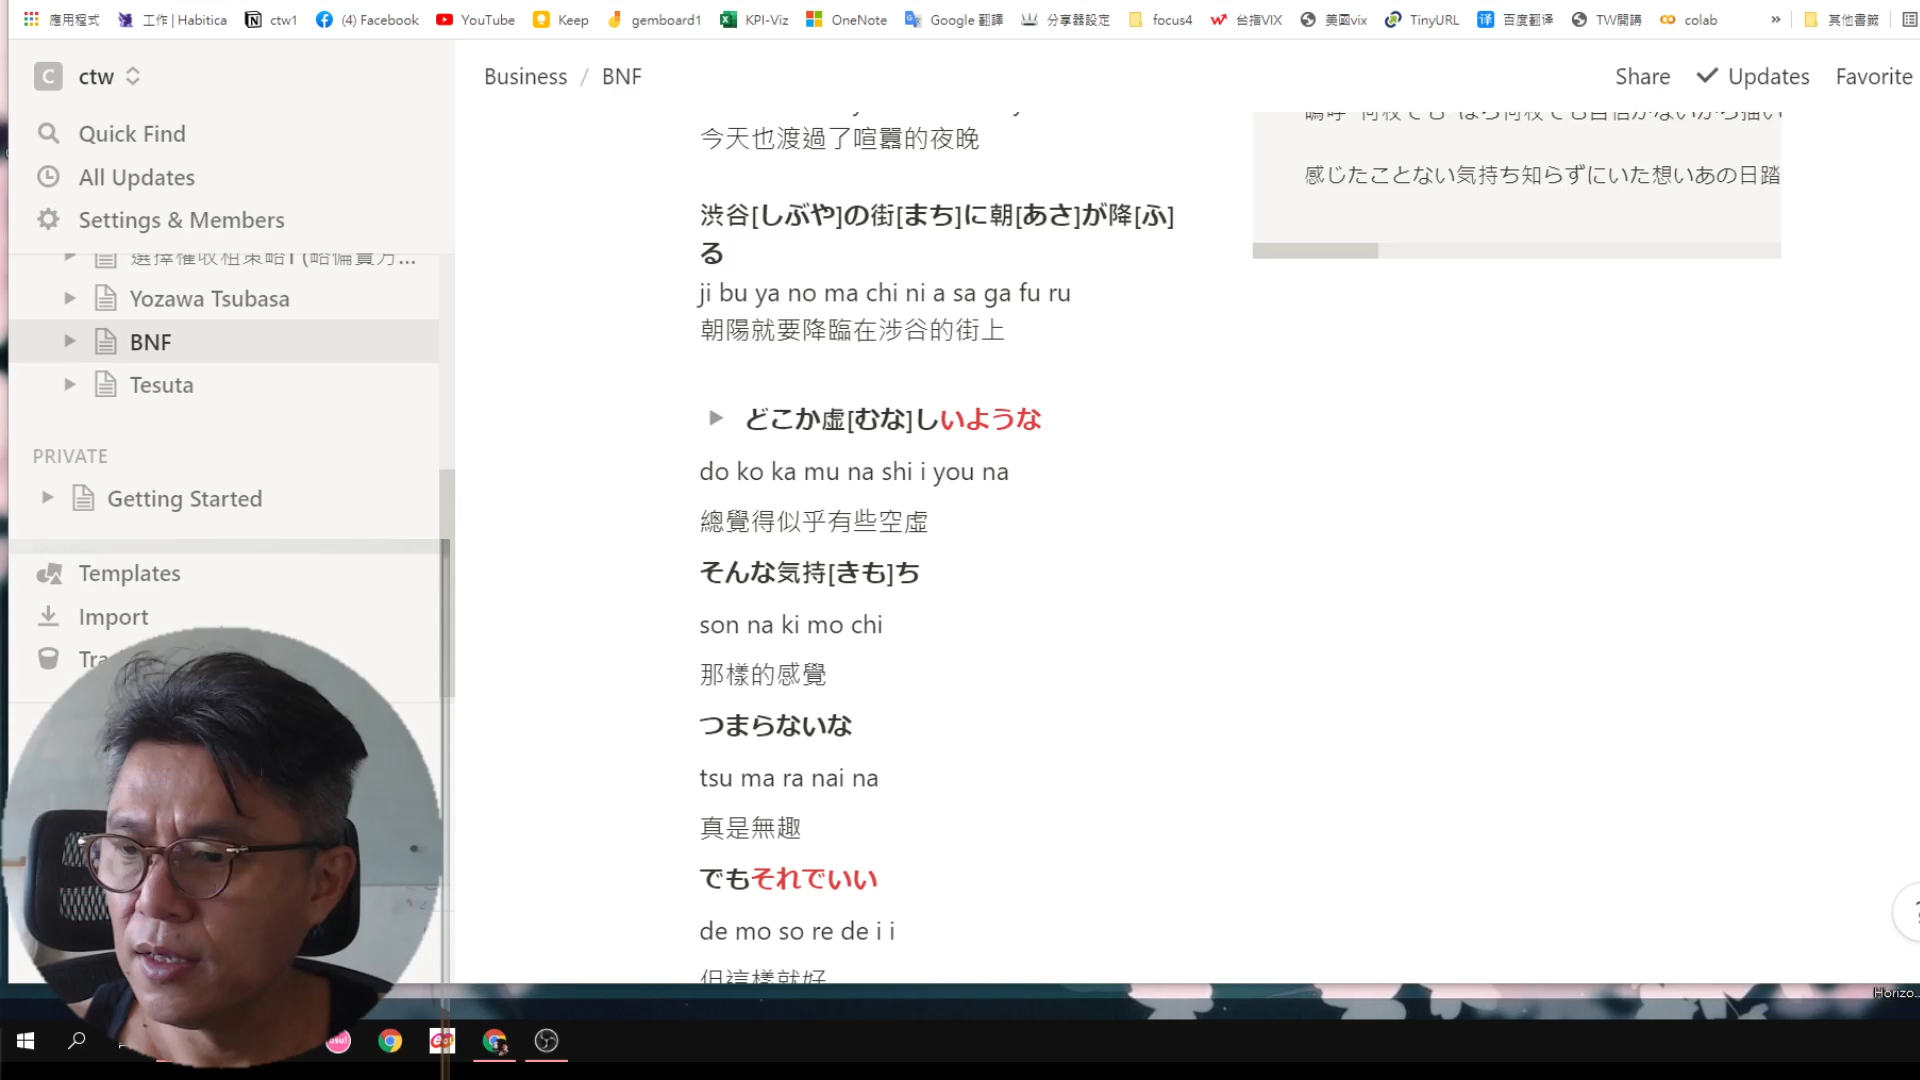 應用程式 工作 | Habitica ctw1 (4) Facebook YouTube Keep gemboard1 KPI-Viz OneNote Google 翻譯 分享器設定 focus4 台指VIX 美國vix TinyURL 百度翻译 TW開講 colab » 其他書籤
C ctw
Business / BNF
Share Updates Favorite
Quick Find
All Updates
Settings & Members
Yozawa Tsubasa
BNF
Tesuta
PRIVATE
Getting Started
Templates
Import
今天也渡過了喧囂的夜晚
渋谷[しぶや]の街[まち]に朝[あさ]が降[ふ]
る
ji bu ya no ma chi ni a sa ga fu ru
朝陽就要降臨在涉谷的街上
どこか虚[むな]しいような
do ko ka mu na shi i you na
總覺得似乎有些空虛
そんな気持[きも]ち
son na ki mo chi
那樣的感覺
つまらないな
tsu ma ra nai na
真是無趣
でもそれでいい
de mo so re de i i
但這樣就好
感じたことない気持ち知らずにいた想いあの日踏
Horizo...